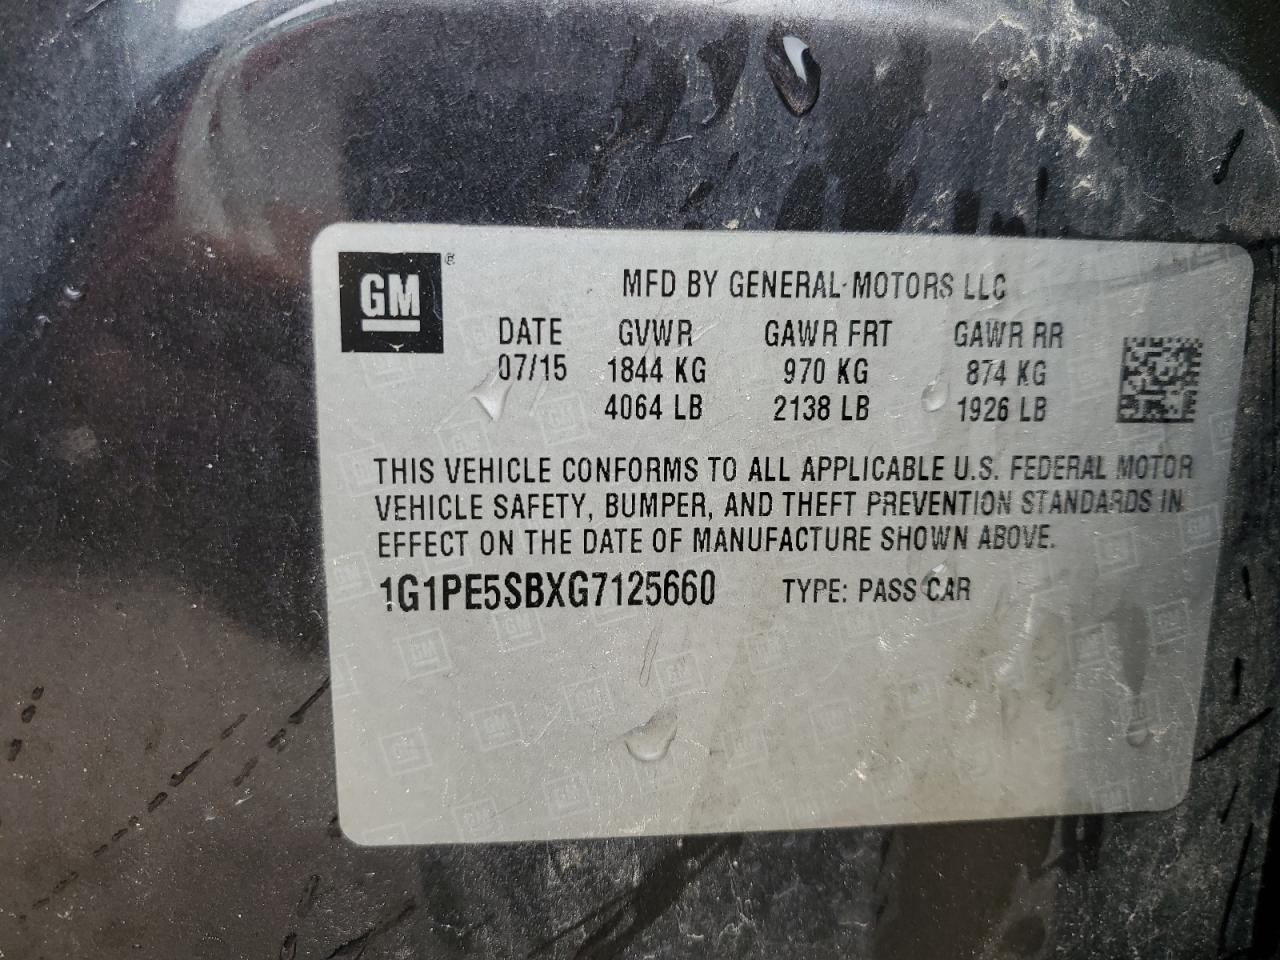 GM®
MFD BY GENERAL MOTORS LLC
DATE GVWR GAWR FRT GAWR RR
07/15 1844 KG 970 KG 874 KG
4064 LB 2138 LB 1926 LB
THIS VEHICLE CONFORMS TO ALL APPLICABLE U.S. FEDERAL MOTOR
VEHICLE SAFETY, BUMPER, AND THEFT PREVENTION STANDARDS IN
EFFECT ON THE DATE OF MANUFACTURE SHOWN ABOVE.
1G1PE5SBXG7125660 TYPE: PASS CAR